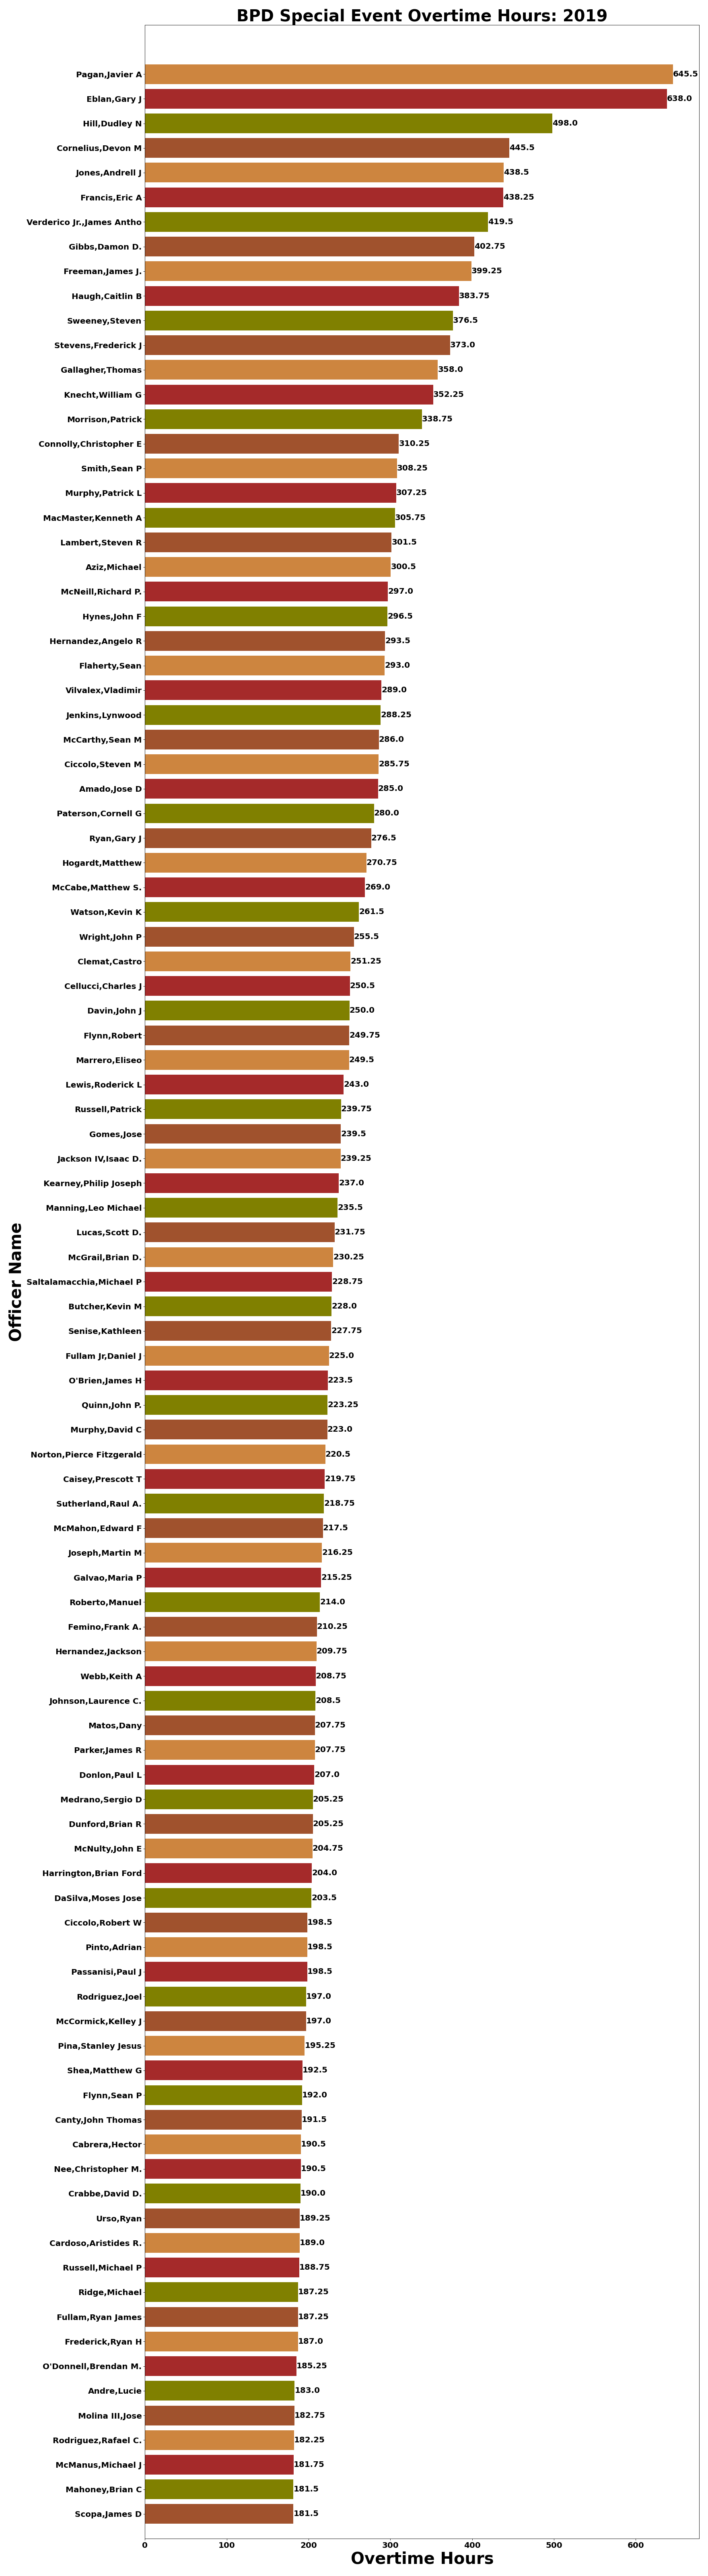 BPD Special Event Overtime Hours: 2019
Pagan,Javier A 645.5
Eblan,Gary J 638.0
Hill,Dudley N 498.0
Cornelius,Devon M 445.5
Jones,Andrell J 438.5
Francis,Eric A 438.25
Verderico Jr.,James Antho 419.5
Gibbs,Damon D. 402.75
Freeman,James J. 399.25
Haugh,Caitlin B 383.75
Sweeney,Steven 376.5
Stevens,Frederick J 373.0
Gallagher,Thomas 358.0
Knecht,William G 352.25
Morrison,Patrick 338.75
Connolly,Christopher E 310.25
Smith,Sean P 308.25
Murphy,Patrick L 307.25
MacMaster,Kenneth A 305.75
Lambert,Steven R 301.5
Aziz,Michael 300.5
McNeill,Richard P. 297.0
Hynes,John F 296.5
Hernandez,Angelo R 293.5
Flaherty,Sean 293.0
Vilvalex,Vladimir 289.0
Jenkins,Lynwood 288.25
McCarthy,Sean M 286.0
Ciccolo,Steven M 285.75
Amado,Jose D 285.0
Paterson,Cornell G 280.0
Ryan,Gary J 276.5
Hogardt,Matthew 270.75
McCabe,Matthew S. 269.0
Watson,Kevin K 261.5
Wright,John P 255.5
Clemat,Castro 251.25
Cellucci,Charles J 250.5
Davin,John J 250.0
Flynn,Robert 249.75
Marrero,Eliseo 249.5
Lewis,Roderick L 243.0
Russell,Patrick 239.75
Gomes,Jose 239.5
Jackson IV,Isaac D. 239.25
Kearney,Philip Joseph 237.0
Manning,Leo Michael 235.5
Lucas,Scott D. 231.75
McGrail,Brian D. 230.25
Saltalamacchia,Michael P 228.75
Butcher,Kevin M 228.0
Senise,Kathleen 227.75
Fullam Jr,Daniel J 225.0
O'Brien,James H 223.5
Quinn,John P. 223.25
Murphy,David C 223.0
Norton,Pierce Fitzgerald 220.5
Caisey,Prescott T 219.75
Sutherland,Raul A. 218.75
McMahon,Edward F 217.5
Joseph,Martin M 216.25
Galvao,Maria P 215.25
Roberto,Manuel 214.0
Femino,Frank A. 210.25
Hernandez,Jackson 209.75
Webb,Keith A 208.75
Johnson,Laurence C. 208.5
Matos,Dany 207.75
Parker,James R 207.75
Donlon,Paul L 207.0
Medrano,Sergio D 205.25
Dunford,Brian R 205.25
McNulty,John E 204.75
Harrington,Brian Ford 204.0
DaSilva,Moses Jose 203.5
Ciccolo,Robert W 198.5
Pinto,Adrian 198.5
Passanisi,Paul J 198.5
Rodriguez,Joel 197.0
McCormick,Kelley J 197.0
Pina,Stanley Jesus 195.25
Shea,Matthew G 192.5
Flynn,Sean P 192.0
Canty,John Thomas 191.5
Cabrera,Hector 190.5
Nee,Christopher M. 190.5
Crabbe,David D. 190.0
Urso,Ryan 189.25
Cardoso,Aristides R. 189.0
Russell,Michael P 188.75
Ridge,Michael 187.25
Fullam,Ryan James 187.25
Frederick,Ryan H 187.0
O'Donnell,Brendan M. 185.25
Andre,Lucie 183.0
Molina III,Jose 182.75
Rodriguez,Rafael C. 182.25
McManus,Michael J 181.75
Mahoney,Brian C 181.5
Scopa,James D 181.5
0 100 200 300 400 500 600
Overtime Hours
Officer Name